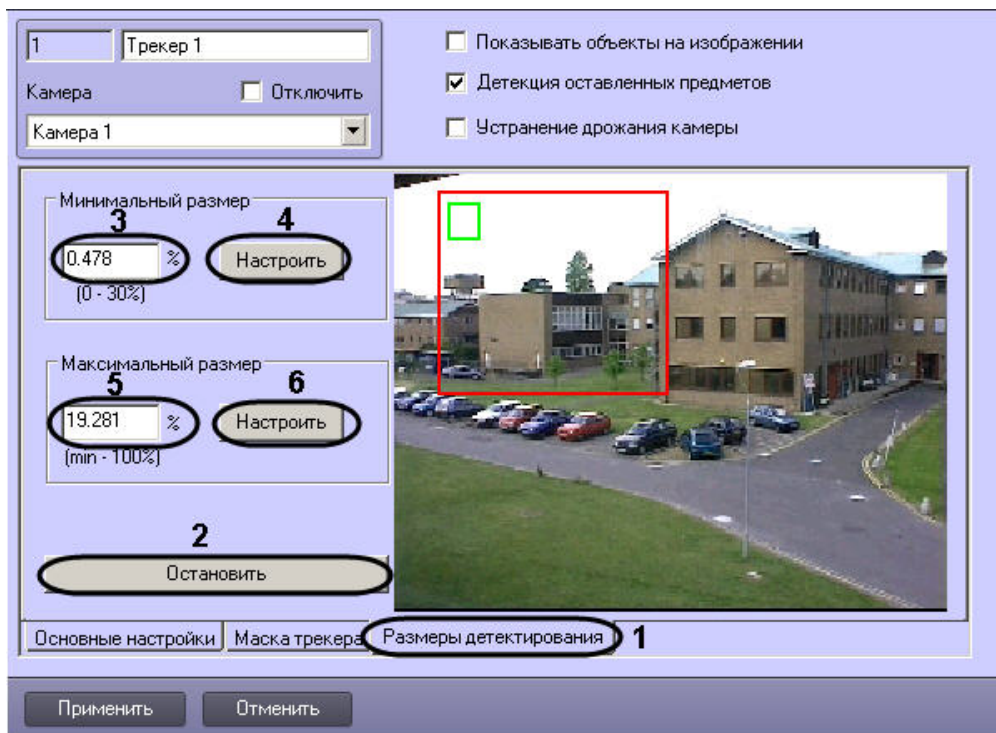 1 Трекер 1
Камера Отключить
Камера 1
Показывать объекты на изображении
Детекция оставленных предметов
Устранение дрожания камеры
Минимальный размер
3 4
0.478 % Настроить
(0 - 30%)
Максимальный размер
5 6
19.281 % Настроить
(min - 100%)
2
Остановить
Основные настройки Маска трекера Размеры детектирования 1
Применить Отменить